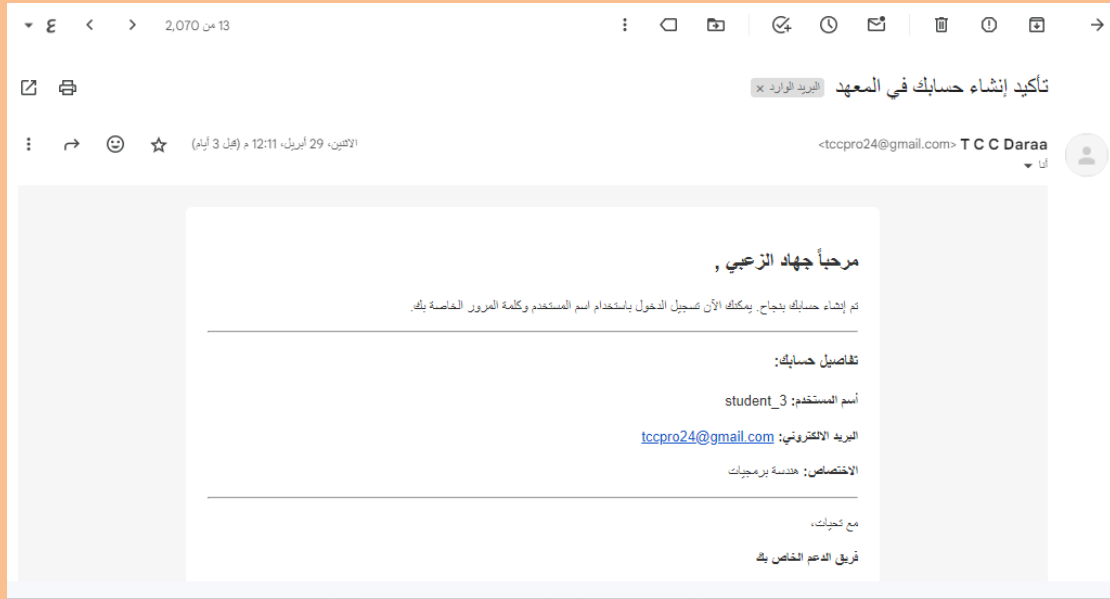 13 من 2,070
ع
تأكيد إنشاء حسابك في المعهد البريد الوارد ×
T C C Daraa <tccpro24@gmail.com>
الاثنين، 29 أبريل، 12:11 م (قبل 3 أيام)
أنا
مرحباً جهاد الزعبي ,
تم إنشاء حسابك بنجاح. يمكنك الآن تسجيل الدخول باستخدام اسم المستخدم وكلمة المرور الخاصة بك.
تفاصيل حسابك:
أسم المستخدم: student_3
البريد الالكتروني: tccpro24@gmail.com
الاختصاص: هندسة برمجيات
مع تحيات،
فريق الدعم الخاص بك